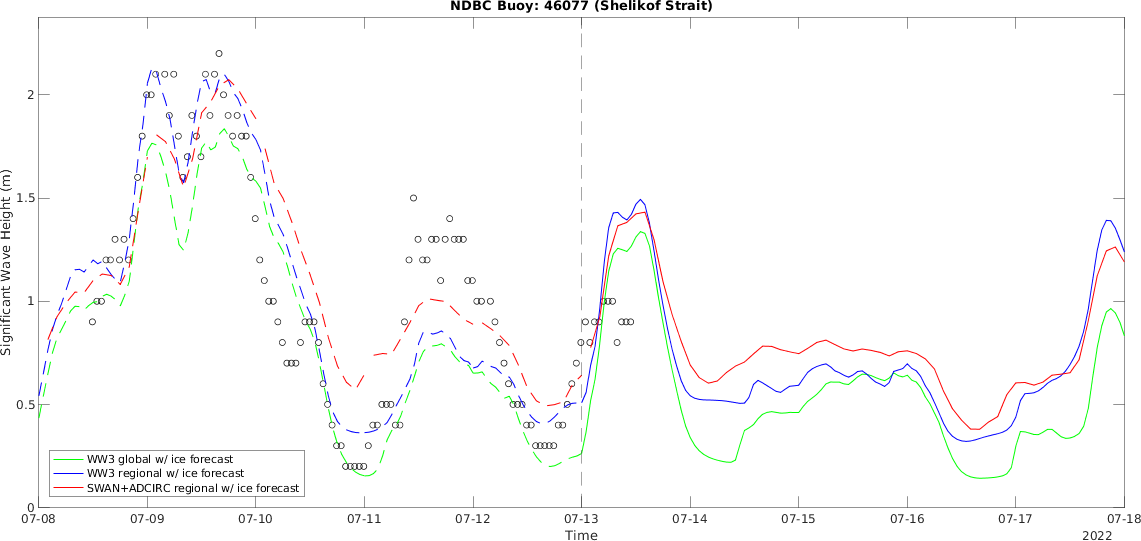 NDBC Buoy: 46077 (Shelikof Strait)
Significant Wave Height (m)
2
1.5
1
0.5
0
WW3 global w/ ice forecast
WW3 regional w/ ice forecast
SWAN+ADCIRC regional w/ ice forecast
07-08 07-09 07-10 07-11 07-12 07-13 07-14 07-15 07-16 07-17 07-18
Time
2022